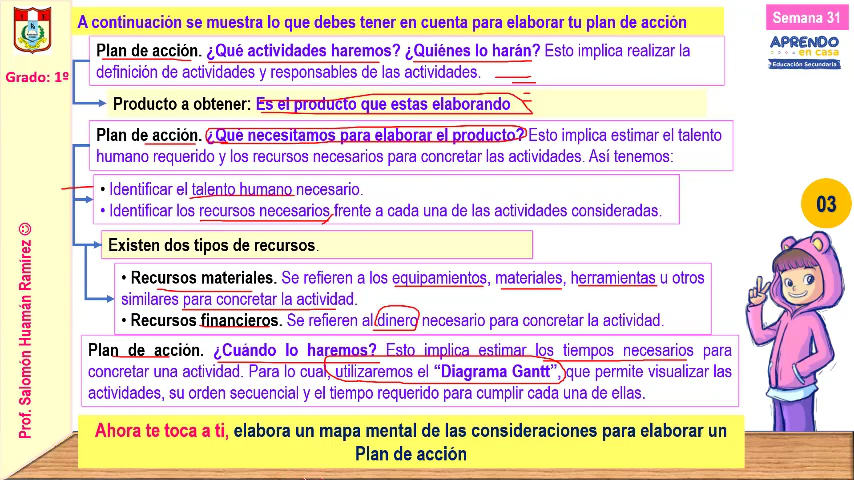 A continuación se muestra lo que debes tener en cuenta para elaborar tu plan de acción
Semana 31
APRENDO
en casa
Educación Secundaria
Grado: 1º
Plan de acción. ¿Qué actividades haremos? ¿Quiénes lo harán? Esto implica realizar la
definición de actividades y responsables de las actividades.
Producto a obtener: Es el producto que estas elaborando
Plan de acción. ¿Qué necesitamos para elaborar el producto? Esto implica estimar el talento
humano requerido y los recursos necesarios para concretar las actividades. Así tenemos:
• Identificar el talento humano necesario.
• Identificar los recursos necesarios frente a cada una de las actividades consideradas.
03
Existen dos tipos de recursos.
• Recursos materiales. Se refieren a los equipamientos, materiales, herramientas u otros
similares para concretar la actividad.
• Recursos financieros. Se refieren al dinero necesario para concretar la actividad.
Plan de acción. ¿Cuándo lo haremos? Esto implica estimar los tiempos necesarios para
concretar una actividad. Para lo cual, utilizaremos el “Diagrama Gantt”, que permite visualizar las
actividades, su orden secuencial y el tiempo requerido para cumplir cada una de ellas.
Ahora te toca a ti, elabora un mapa mental de las consideraciones para elaborar un
Plan de acción
Prof. Salomón Huamán Ramírez ☺